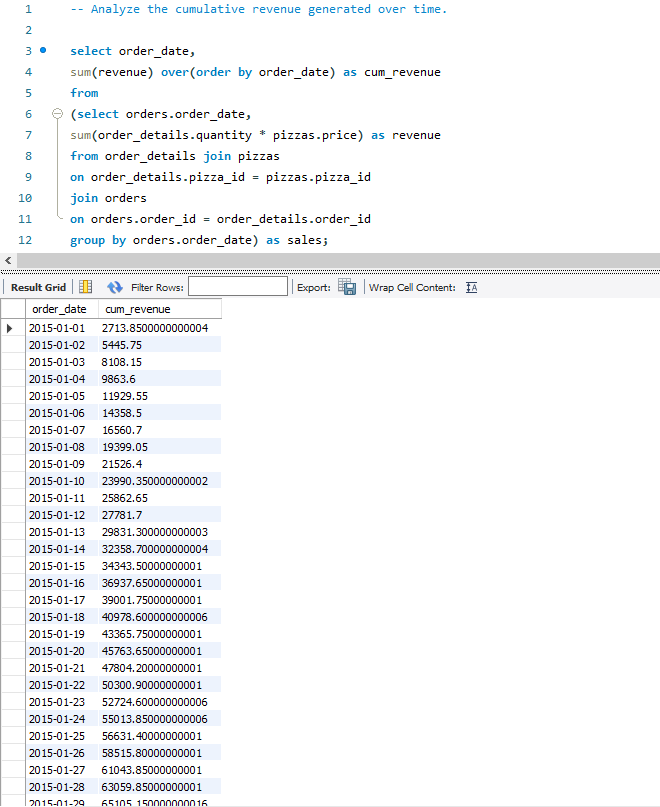 1 -- Analyze the cumulative revenue generated over time.
2
3 select order_date,
4 sum(revenue) over(order by order_date) as cum_revenue
5 from
6 (select orders.order_date,
7 sum(order_details.quantity * pizzas.price) as revenue
8 from order_details join pizzas
9 on order_details.pizza_id = pizzas.pizza_id
10 join orders
11 on orders.order_id = order_details.order_id
12 group by orders.order_date) as sales;
Result Grid Filter Rows: Export: Wrap Cell Content: IA
order_date cum_revenue
2015-01-01 2713.8500000000004
2015-01-02 5445.75
2015-01-03 8108.15
2015-01-04 9863.6
2015-01-05 11929.55
2015-01-06 14358.5
2015-01-07 16560.7
2015-01-08 19399.05
2015-01-09 21526.4
2015-01-10 23990.350000000002
2015-01-11 25862.65
2015-01-12 27781.7
2015-01-13 29831.300000000003
2015-01-14 32358.700000000004
2015-01-15 34343.50000000001
2015-01-16 36937.65000000001
2015-01-17 39001.75000000001
2015-01-18 40978.600000000006
2015-01-19 43365.75000000001
2015-01-20 45763.65000000001
2015-01-21 47804.20000000001
2015-01-22 50300.90000000001
2015-01-23 52724.600000000006
2015-01-24 55013.850000000006
2015-01-25 56631.40000000001
2015-01-26 58515.80000000001
2015-01-27 61043.85000000001
2015-01-28 63059.85000000001
2015-01-29 65105.150000000016